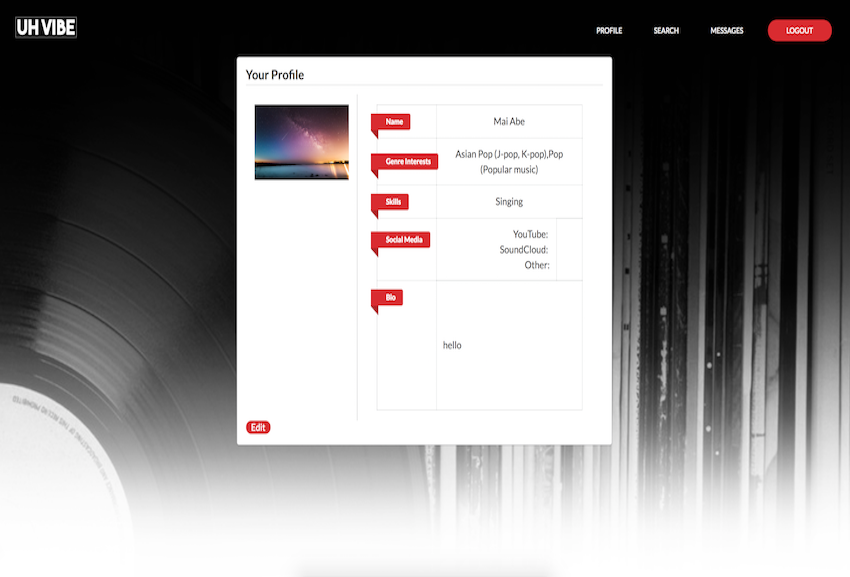 UH VIBE
PROFILE
SEARCH
MESSAGES
LOGOUT
Your Profile
Name
Mai Abe
Genre Interests
Asian Pop (J-pop, K-pop),Pop
(Popular music)
Skills
Singing
Social Media
YouTube:
SoundCloud:
Other:
Bio
hello
Edit